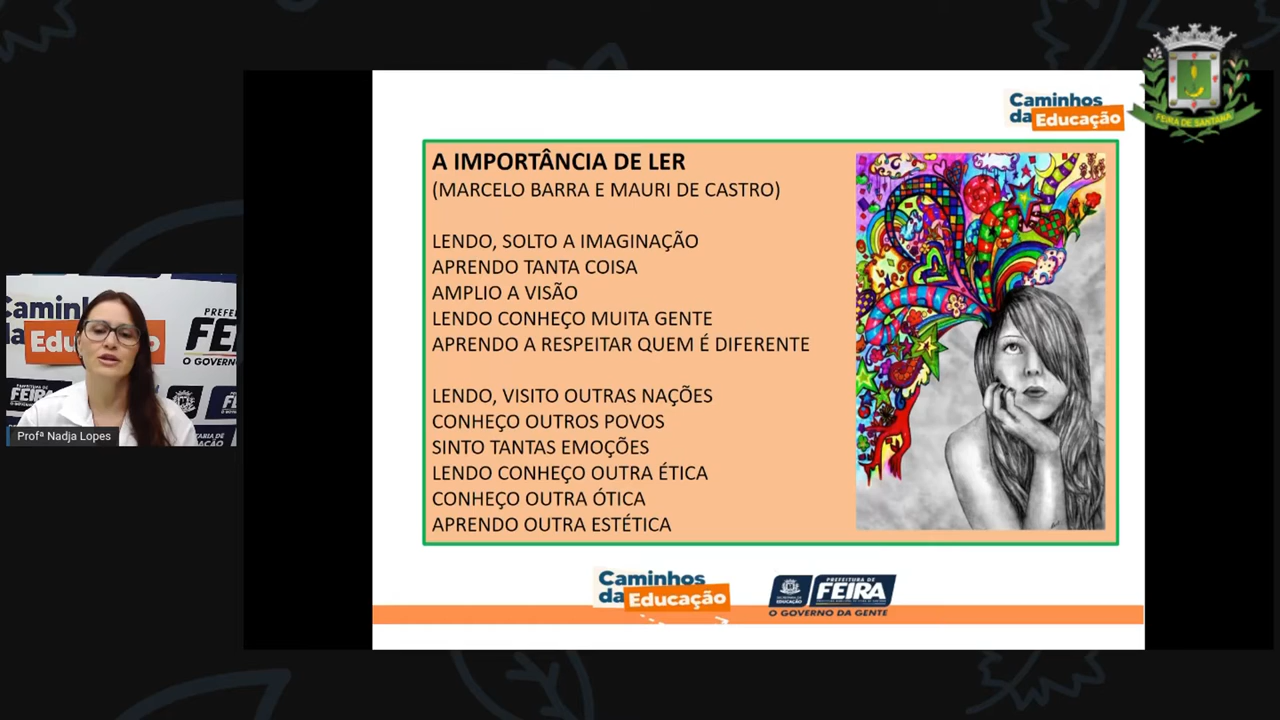 FEIRA DE SANTANA
Caminhos
da Educação
A IMPORTÂNCIA DE LER
(MARCELO BARRA E MAURI DE CASTRO)
LENDO, SOLTO A IMAGINAÇÃO
APRENDO TANTA COISA
AMPLIO A VISÃO
LENDO CONHEÇO MUITA GENTE
APRENDO A RESPEITAR QUEM É DIFERENTE
LENDO, VISITO OUTRAS NAÇÕES
CONHEÇO OUTROS POVOS
SINTO TANTAS EMOÇÕES
LENDO CONHEÇO OUTRA ÉTICA
CONHEÇO OUTRA ÓTICA
APRENDO OUTRA ESTÉTICA
Profª Nadja Lopes
Caminhos
da Educação
EDUCAÇÃO
PREFEITURA DE
FEIRA
O GOVERNO DA GENTE